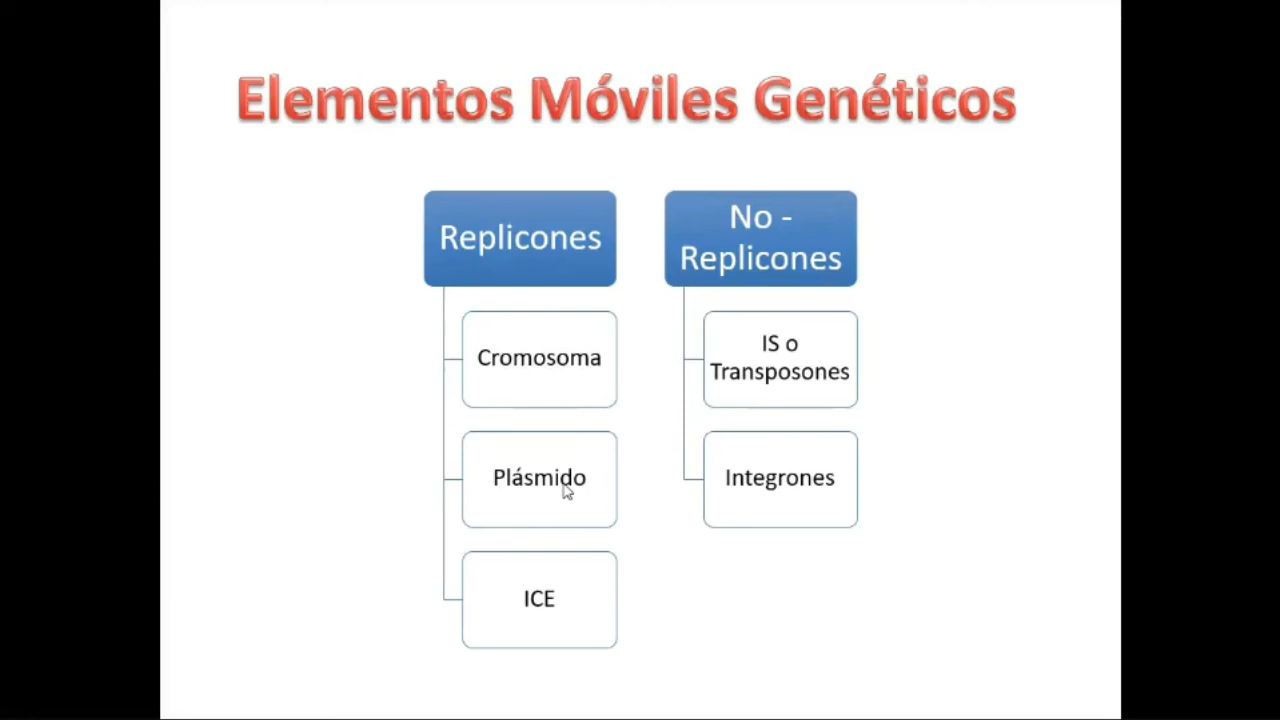 Elementos Móviles Genéticos
Replicones
Cromosoma
Plásmido
ICE
No -
Replicones
IS o
Transposones
Integrones